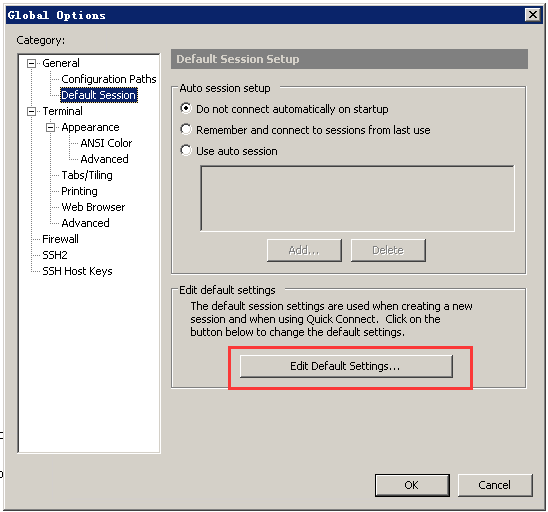 Global Options
Category:
General
Configuration Paths
Default Session
Terminal
Appearance
ANSI Color
Advanced
Tabs/Tiling
Printing
Web Browser
Advanced
Firewall
SSH2
SSH Host Keys
Default Session Setup
Auto session setup
Do not connect automatically on startup
Remember and connect to sessions from last use
Use auto session
Add...
Delete
Edit default settings
The default session settings are used when creating a new
session and when using Quick Connect.  Click on the
button below to change the default settings.
Edit Default Settings...
OK
Cancel